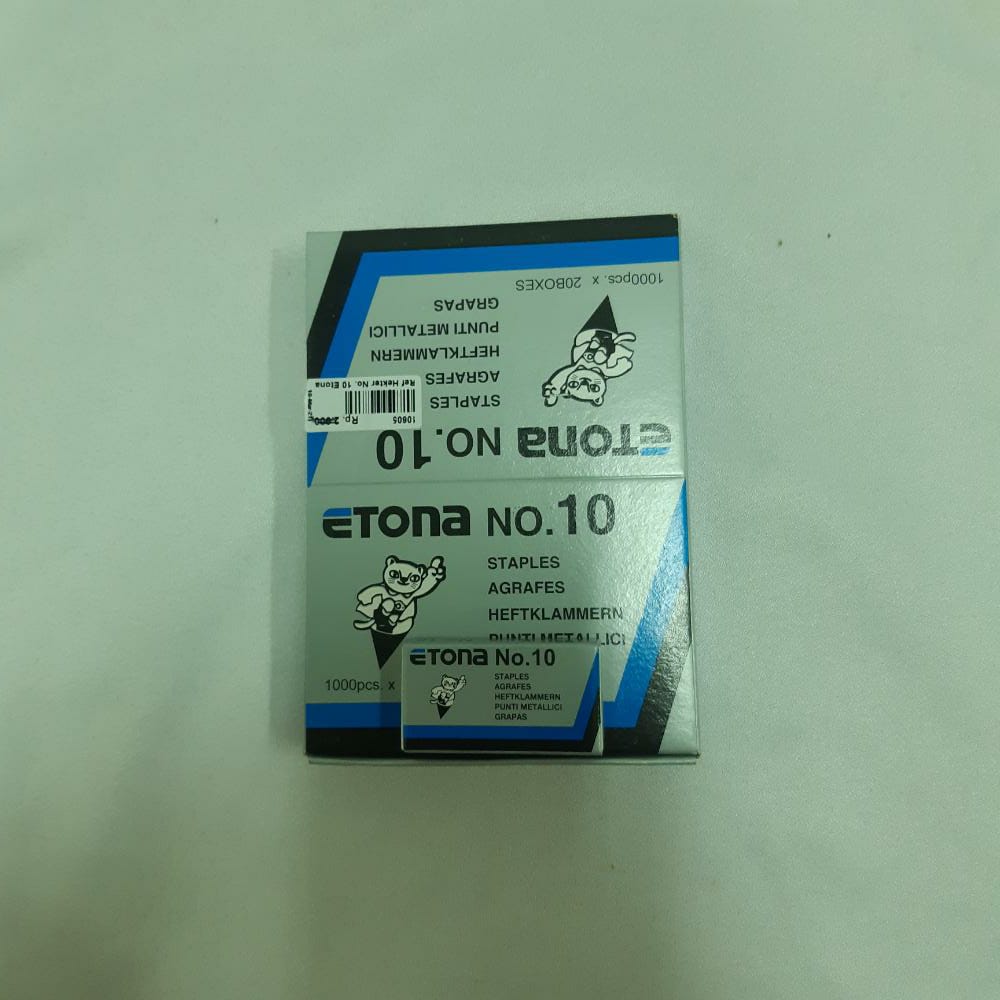 1000pcs. x 20BOXES
GRAPAS
PUNTI METALLICI
HEFTKLAMMERN
AGRAFES
STAPLES
ETONA NO.10
Ref Hekter No. 10 Etona
10605
Rp.
ETONA NO.10
STAPLES
AGRAFES
HEFTKLAMMERN
PUNTI METALLICI
1000pcs. x
ETONA No.10
STAPLES
AGRAFES
HEFTKLAMMERN
PUNTI METALLICI
GRAPAS